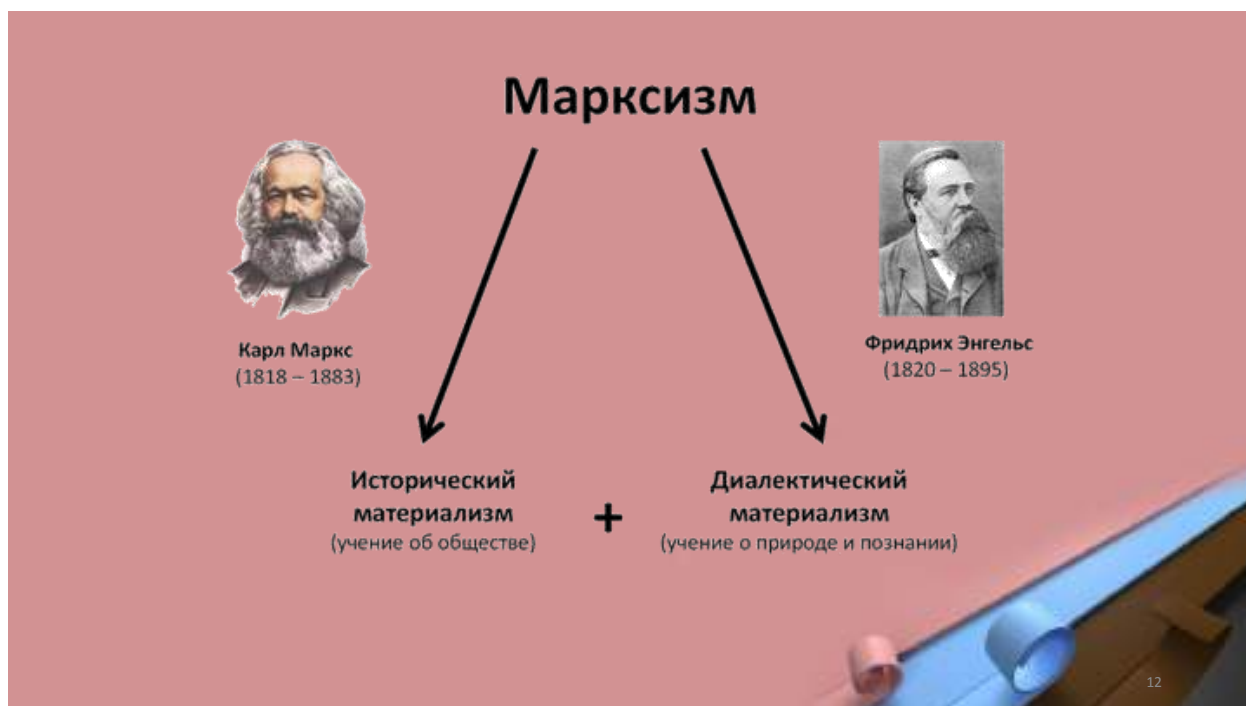 Марксизм
Карл Маркс
(1818 – 1883)
Фридрих Энгельс
(1820 – 1895)
Исторический
материализм
(учение об обществе)
+
Диалектический
материализм
(учение о природе и познании)
12